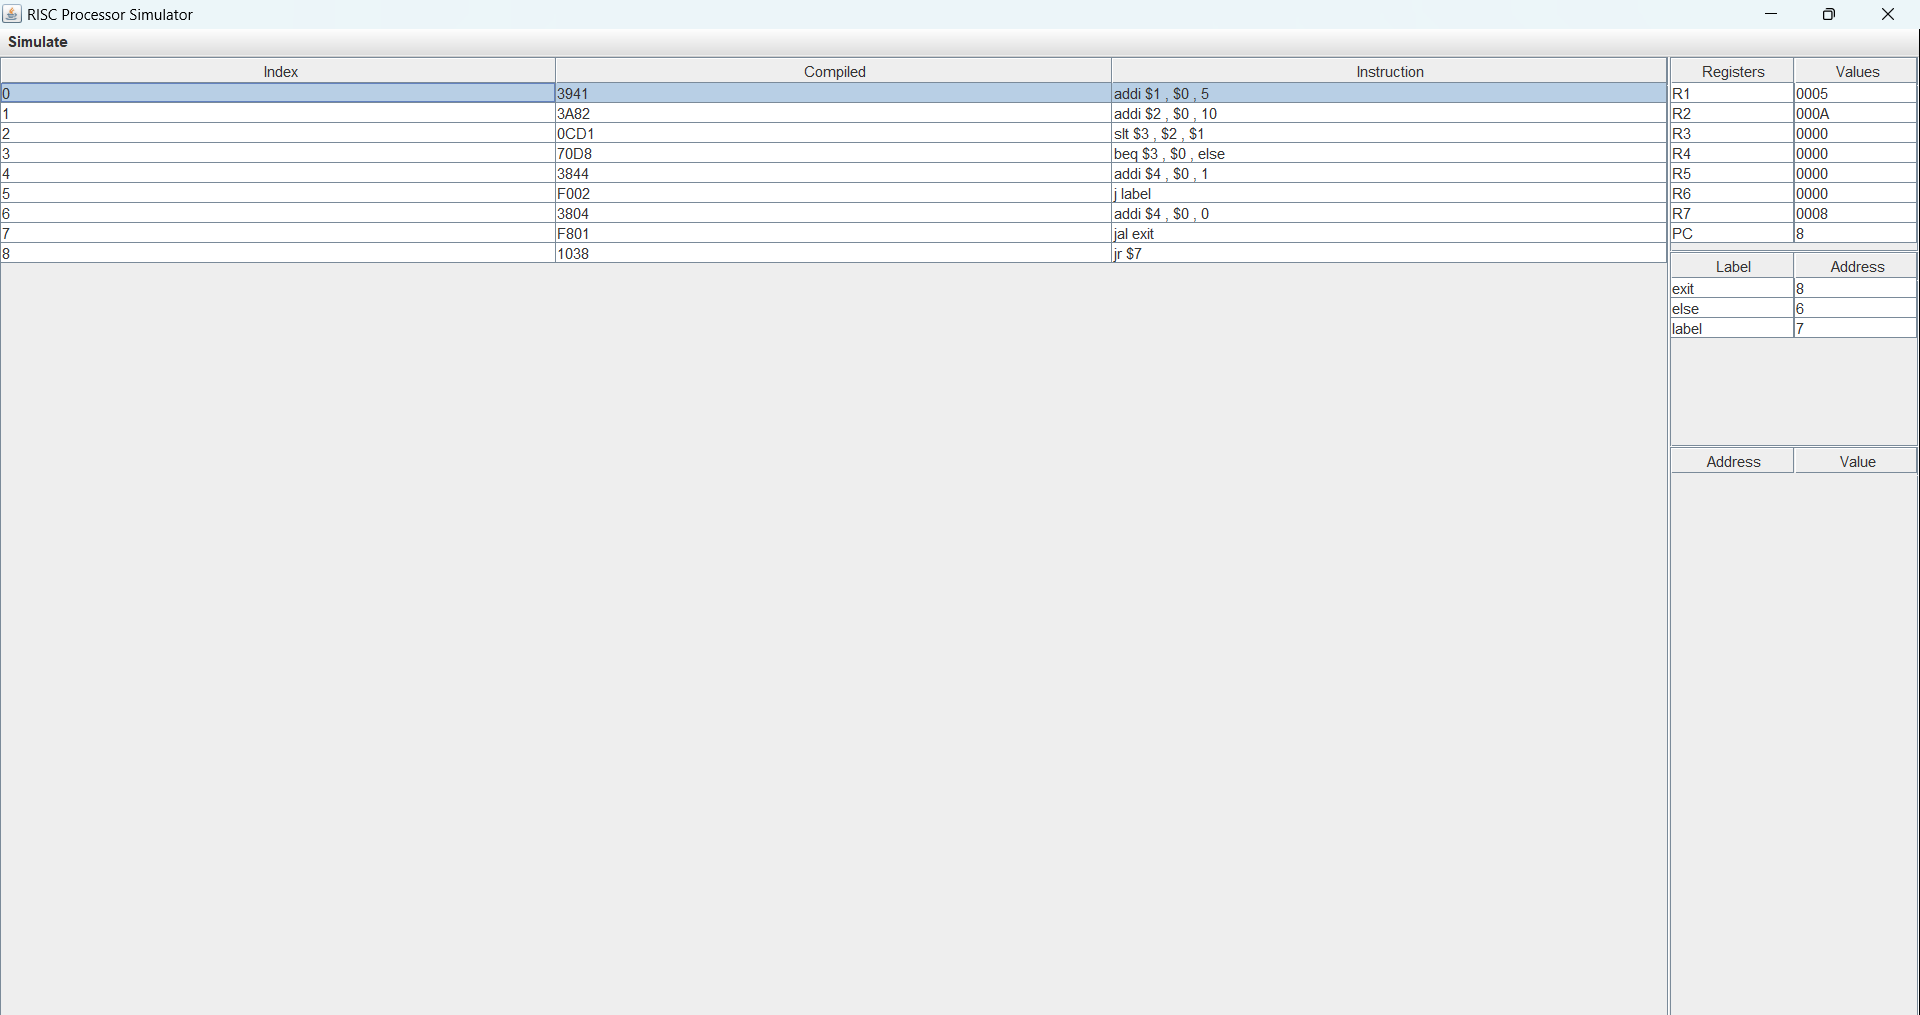 RISC Processor Simulator
Simulate
Index Compiled Instruction
0 3941 addi $1 , $0 , 5
1 3A82 addi $2 , $0 , 10
2 0CD1 slt $3 , $2 , $1
3 70D8 beq $3 , $0 , else
4 3844 addi $4 , $0 , 1
5 F002 j label
6 3804 addi $4 , $0 , 0
7 F801 jal exit
8 1038 jr $7
Registers Values
R1 0005
R2 000A
R3 0000
R4 0000
R5 0000
R6 0000
R7 0008
PC 8
Label Address
exit 8
else 6
label 7
Address Value